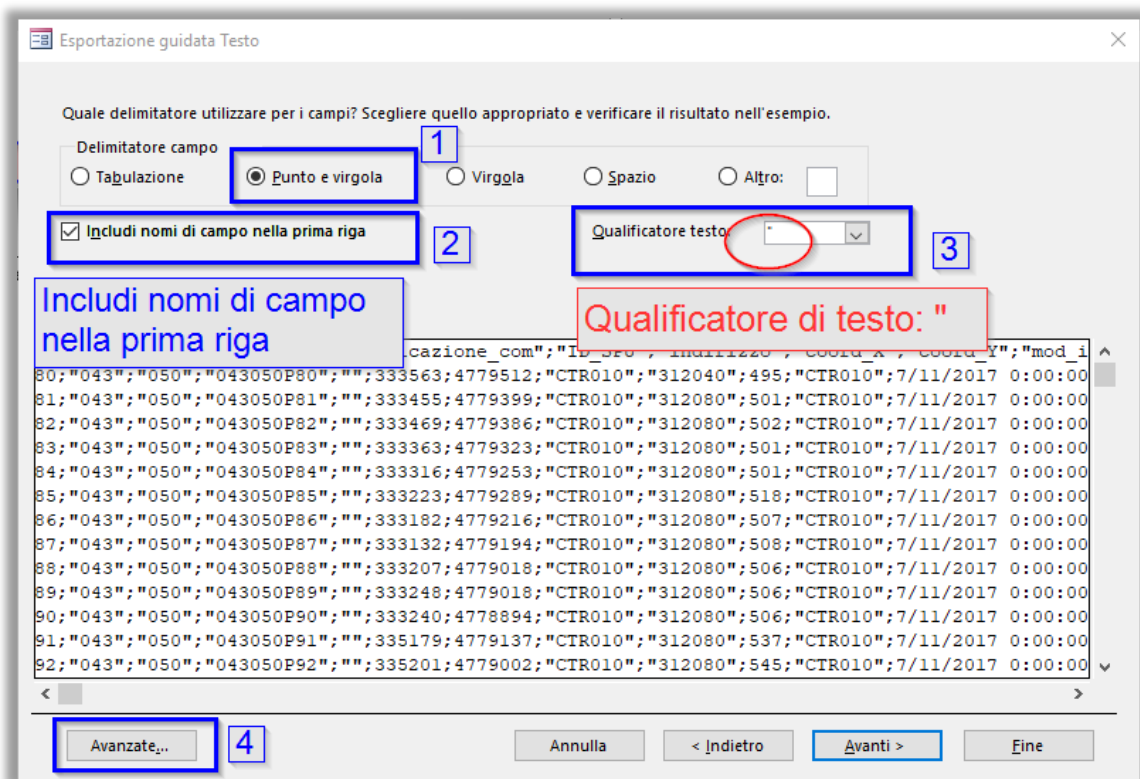 Esportazione guidata Testo
Quale delimitatore utilizzare per i campi? Scegliere quello appropriato e verificare il risultato nell'esempio.
1
Delimitatore campo
Tabulazione Punto e virgola Virgola Spazio Altro:
Includi nomi di campo nella prima riga
2
Qualificatore testo: "
3
Includi nomi di campo
nella prima riga
Qualificatore di testo: "
icazione_com";"ID_SPU";"Indirizzo";"Coord_X";"Coord_Y";"mod_i
80;"043";"050";"043050P80";"";333563;4779512;"CTR010";"312040";495;"CTR010";7/11/2017 0:00:00
81;"043";"050";"043050P81";"";333455;4779399;"CTR010";"312080";501;"CTR010";7/11/2017 0:00:00
82;"043";"050";"043050P82";"";333469;4779386;"CTR010";"312080";502;"CTR010";7/11/2017 0:00:00
83;"043";"050";"043050P83";"";333363;4779323;"CTR010";"312080";501;"CTR010";7/11/2017 0:00:00
84;"043";"050";"043050P84";"";333316;4779253;"CTR010";"312080";501;"CTR010";7/11/2017 0:00:00
85;"043";"050";"043050P85";"";333223;4779289;"CTR010";"312080";518;"CTR010";7/11/2017 0:00:00
86;"043";"050";"043050P86";"";333182;4779216;"CTR010";"312080";507;"CTR010";7/11/2017 0:00:00
87;"043";"050";"043050P87";"";333132;4779194;"CTR010";"312080";508;"CTR010";7/11/2017 0:00:00
88;"043";"050";"043050P88";"";333207;4779018;"CTR010";"312080";506;"CTR010";7/11/2017 0:00:00
89;"043";"050";"043050P89";"";333248;4779018;"CTR010";"312080";506;"CTR010";7/11/2017 0:00:00
90;"043";"050";"043050P90";"";333240;4778894;"CTR010";"312080";506;"CTR010";7/11/2017 0:00:00
91;"043";"050";"043050P91";"";335179;4779137;"CTR010";"312080";537;"CTR010";7/11/2017 0:00:00
92;"043";"050";"043050P92";"";335201;4779002;"CTR010";"312080";545;"CTR010";7/11/2017 0:00:00
Avanzate... 4 Annulla < Indietro Avanti > Fine